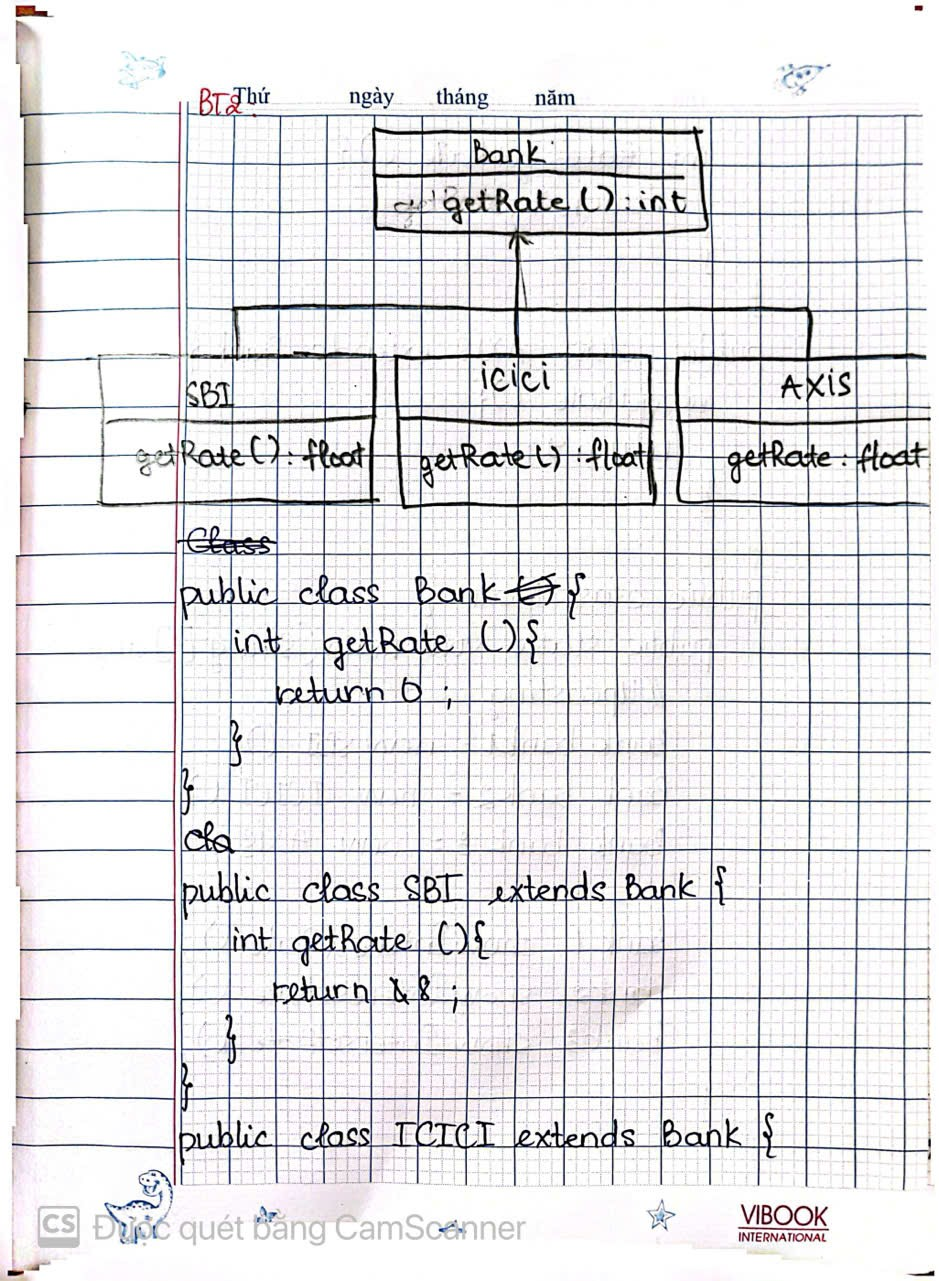 BT2. Thứ ngày tháng năm
Bank
getRate () : int
SBI
icici
AXis
getRate () : float
getRate () : float
getRate : float
Class
public class Bank {
int getRate () {
return 0 ;
}
}
cla
public class SBI extends Bank {
int getRate () {
return 8 ;
}
}
public class ICICI extends Bank {
CS Được quét bằng CamScanner
VIBOOK
INTERNATIONAL